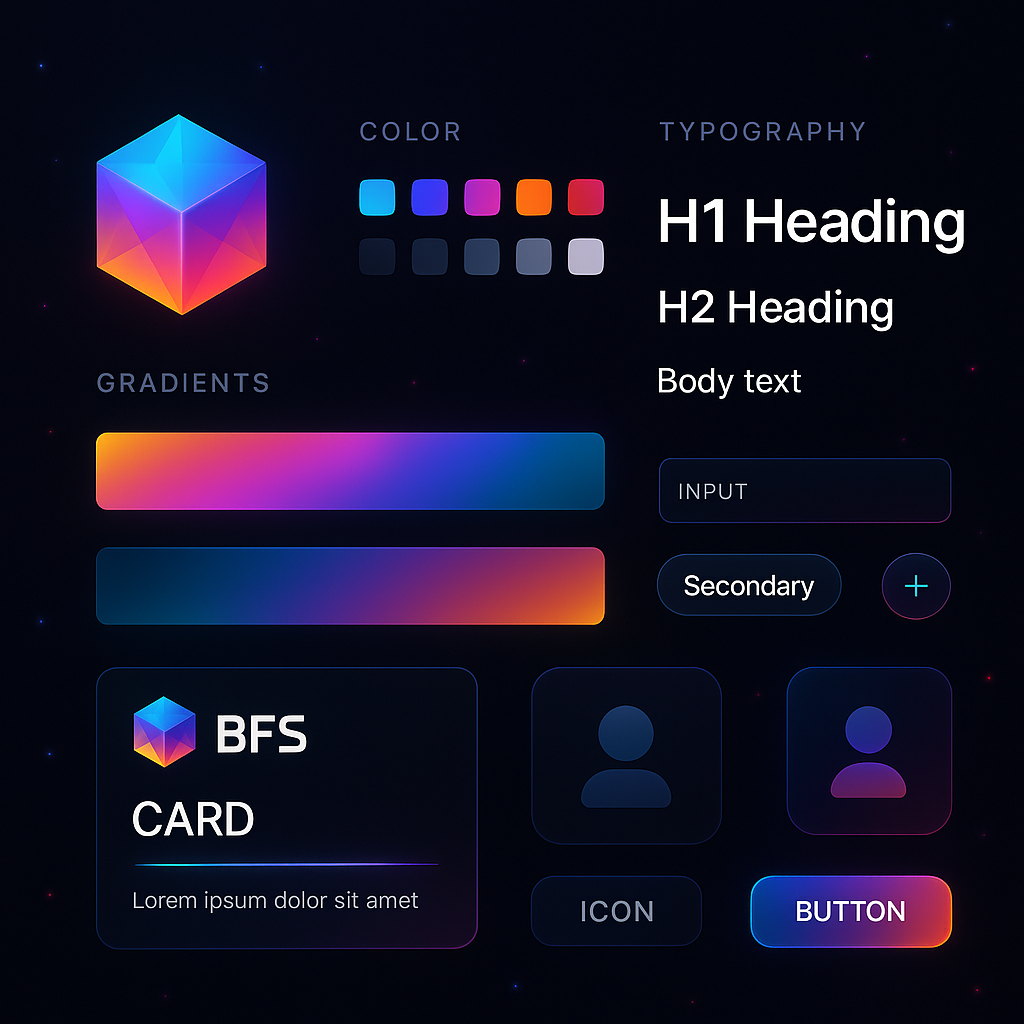 COLOR
TYPOGRAPHY
H1 Heading
H2 Heading
Body text
GRADIENTS
INPUT
Secondary
+
BFS
CARD
Lorem ipsum dolor sit amet
ICON
BUTTON